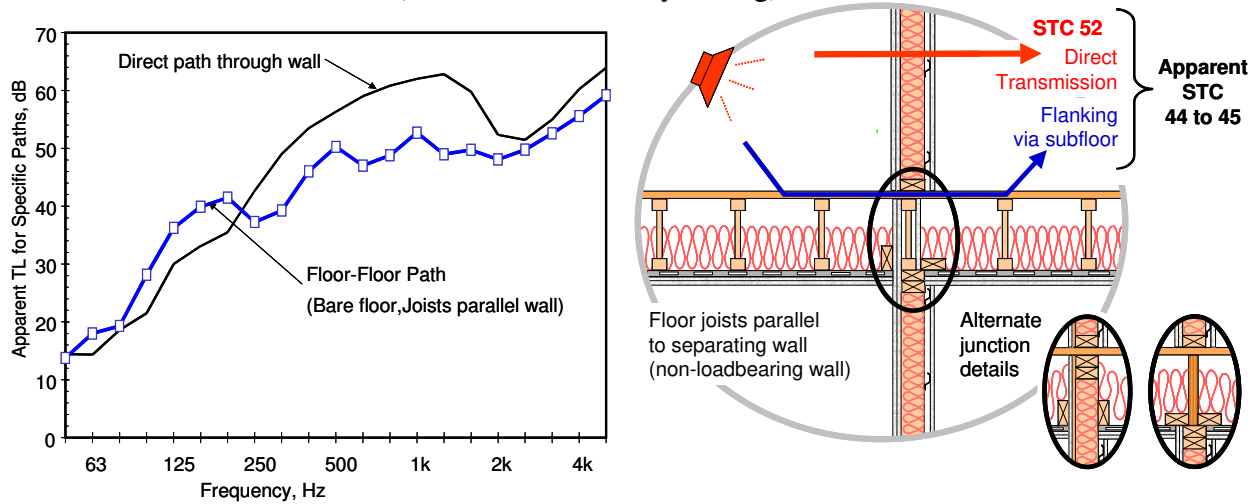 70
60
50
40
30
20
10
0
Apparent TL for Specific Paths, dB
Direct path through wall
Floor-Floor Path
(Bare floor,Joists parallel wall)
63 125 250 500 1k 2k 4k
Frequency, Hz
STC 52
Direct
Transmission
Flanking
via subfloor
Apparent
STC
44 to 45
Floor joists parallel
to separating wall
(non-loadbearing wall)
Alternate
junction
details